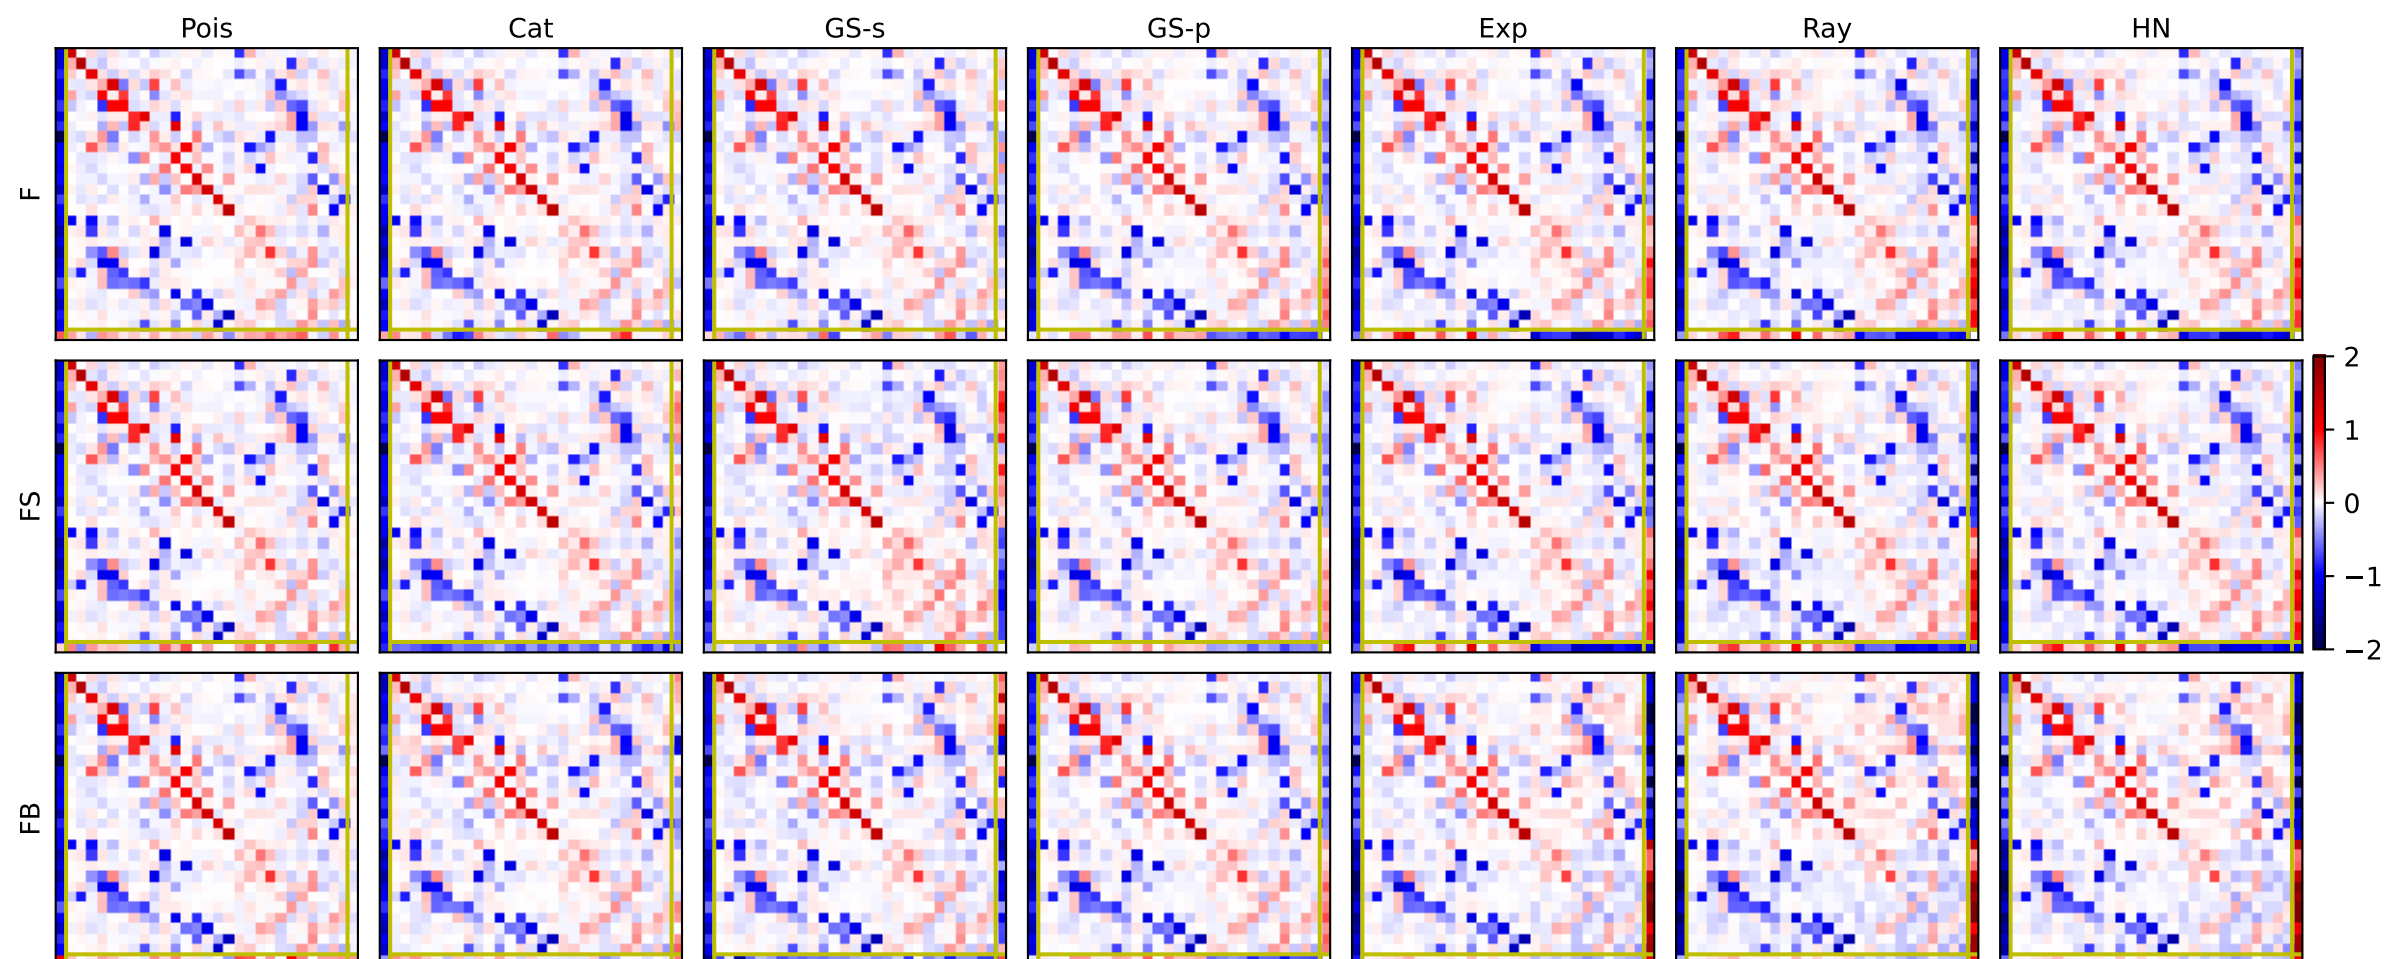 Pois Cat GS-s GS-p Exp Ray HN
F
FS
2
1
0
−1
−2
FB